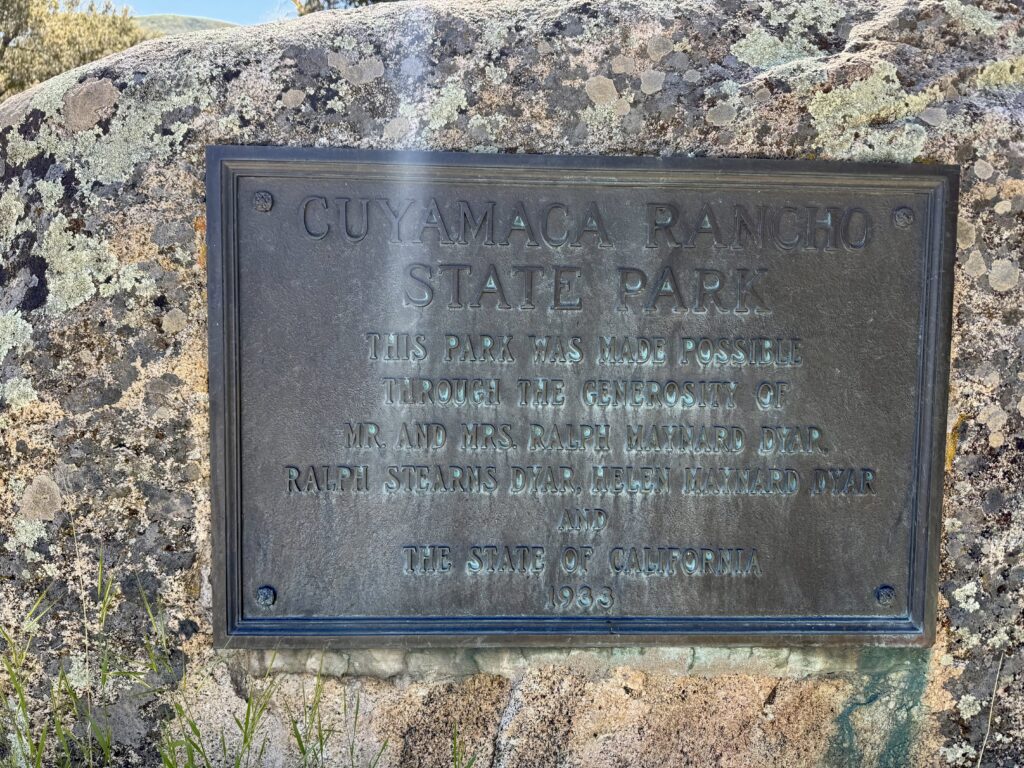 CUYAMACA RANCHO
STATE PARK
THIS PARK WAS MADE POSSIBLE
THROUGH THE GENEROSITY OF
MR. AND MRS. RALPH MAYNARD DYAR,
RALPH STEARNS DYAR, HELEN MAYNARD DYAR
AND
THE STATE OF CALIFORNIA
1933